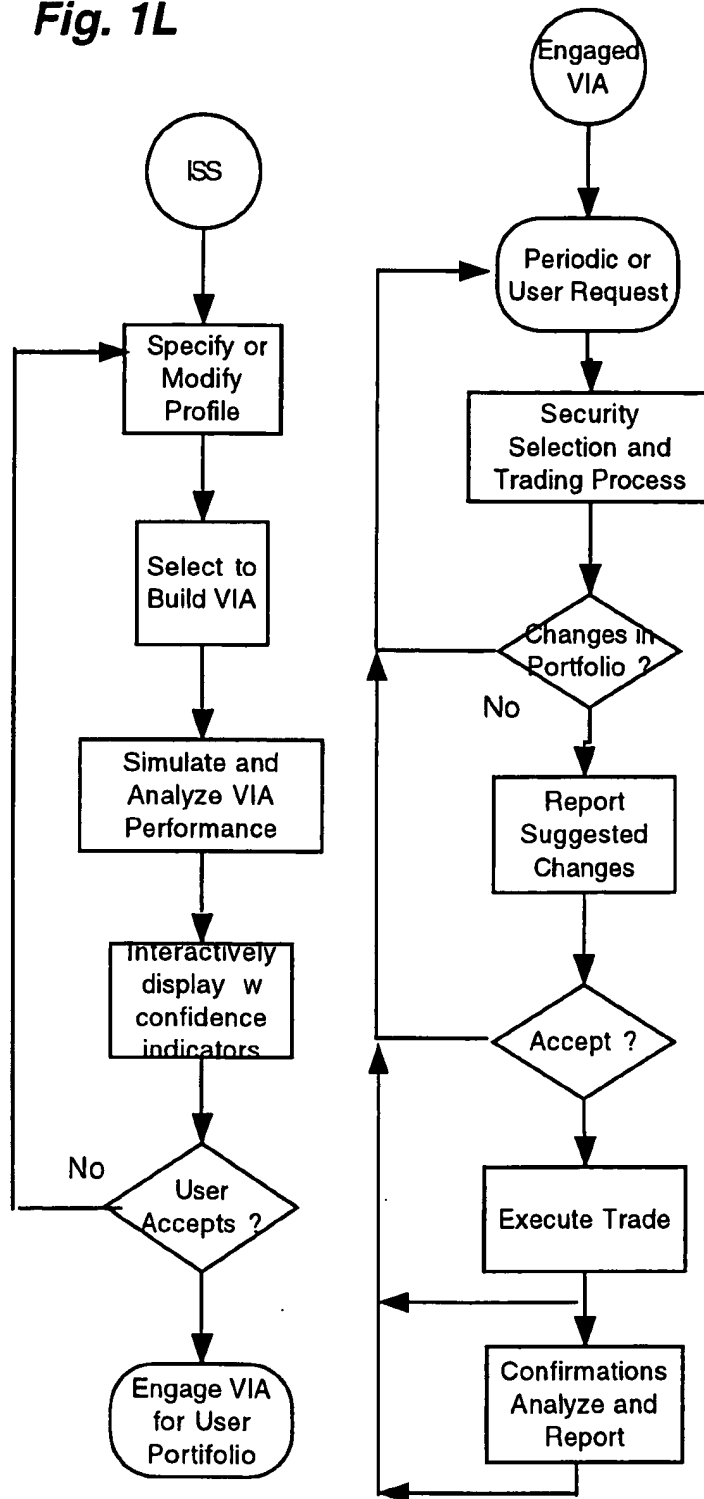 Fig. 1L
ISS
Specify or
Modify
Profile
Select to
Build VIA
Simulate and
Analyze VIA
Performance
Interactively
display w
confidence
indicators
No
User
Accepts ?
Engage VIA
for User
Portifolio
Engaged
VIA
Periodic or
User Request
Security
Selection and
Trading Process
Changes in
Portfolio ?
No
Report
Suggested
Changes
Accept ?
Execute Trade
Confirmations
Analyze and
Report